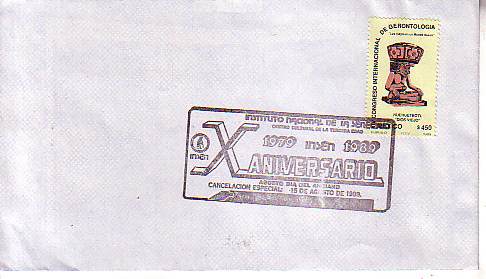 CONGRESO INTERNACIONAL DE GERONTOLOGIA
HUEHUETEOTL
"DIOS VIEJO"
$450
INSTITUTO NACIONAL DE LA SENECTUD
CENTRO CULTURAL DE LA TERCERA EDAD
1979 insen 1989
insen
X ANIVERSARIO
AGOSTO DIA DEL ANCIANO
CANCELACION ESPECIAL: 15 DE AGOSTO DE 1989.